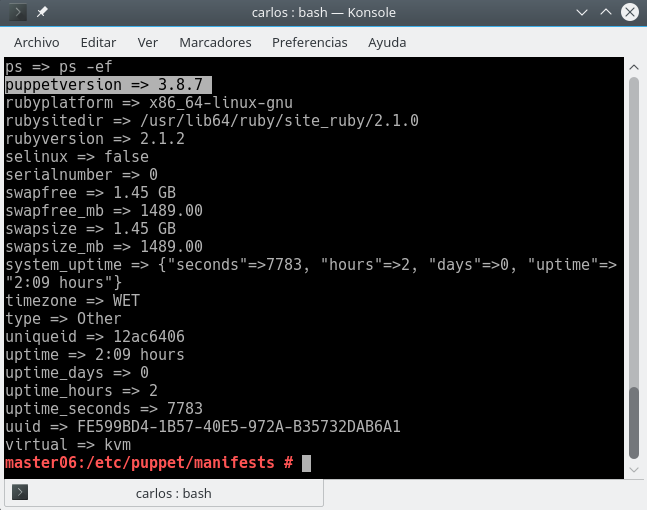 carlos : bash — Konsole
Archivo Editar Ver Marcadores Preferencias Ayuda
ps => ps -ef
puppetversion => 3.8.7
rubyplatform => x86_64-linux-gnu
rubysitedir => /usr/lib64/ruby/site_ruby/2.1.0
rubyversion => 2.1.2
selinux => false
serialnumber => 0
swapfree => 1.45 GB
swapfree_mb => 1489.00
swapsize => 1.45 GB
swapsize_mb => 1489.00
system_uptime => {"seconds"=>7783, "hours"=>2, "days"=>0, "uptime"=>
"2:09 hours"}
timezone => WET
type => Other
uniqueid => 12ac6406
uptime => 2:09 hours
uptime_days => 0
uptime_hours => 2
uptime_seconds => 7783
uuid => FE599BD4-1B57-40E5-972A-B35732DAB6A1
virtual => kvm
master06:/etc/puppet/manifests #
carlos : bash